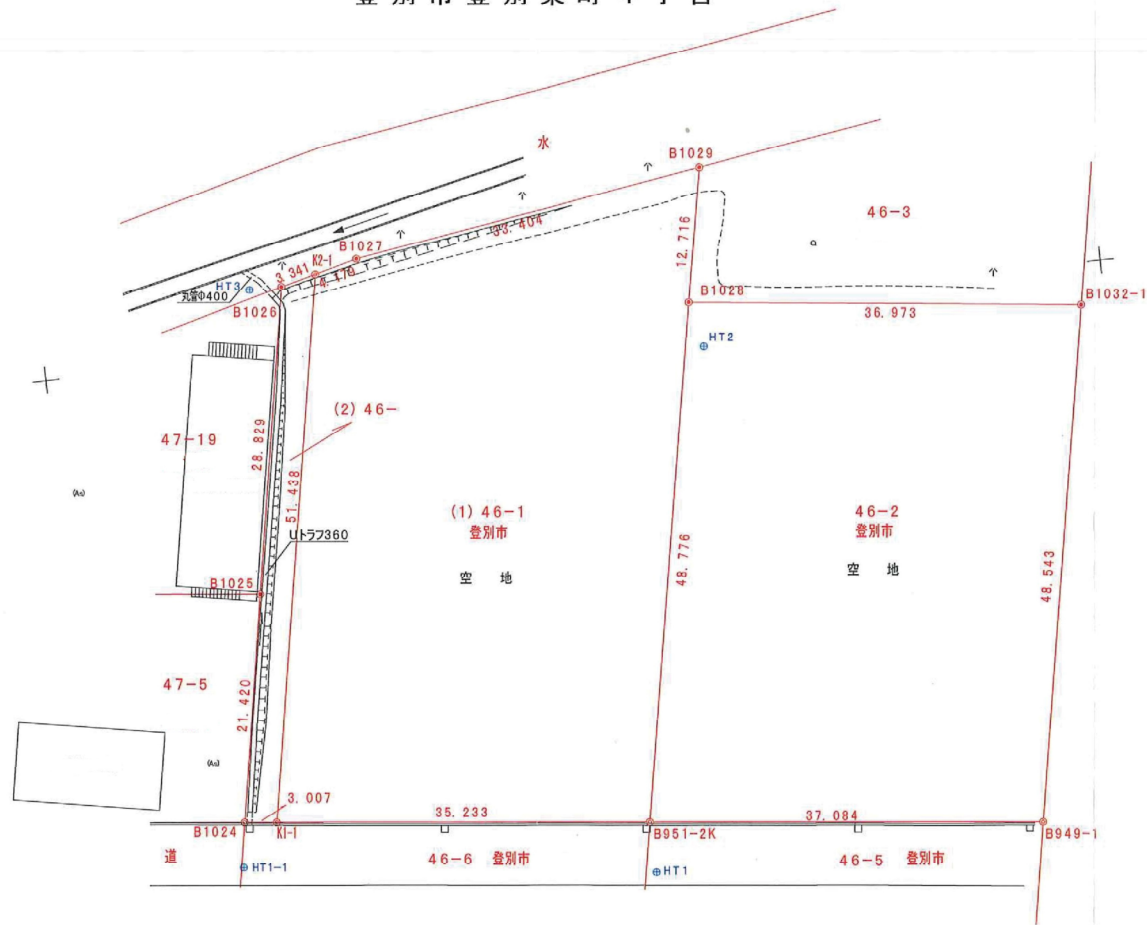 水
B1029
46-3
33.404
B1027
K2-1
3.341
4.179
HT3
丸管Φ400
B1026
12.716
B1028
B1032-1
36.973
HT2
(2) 46-
47-19
28.829
51.438
(As)
(1) 46-1
登別市
空 地
46-2
登別市
空 地
Uトラフ360
B1025
48.776
48.543
47-5
21.420
(As)
3.007
35.233
37.084
B1024
K1-1
B951-2K
B949-1
道
46-6 登別市
46-5 登別市
HT1-1
HT1